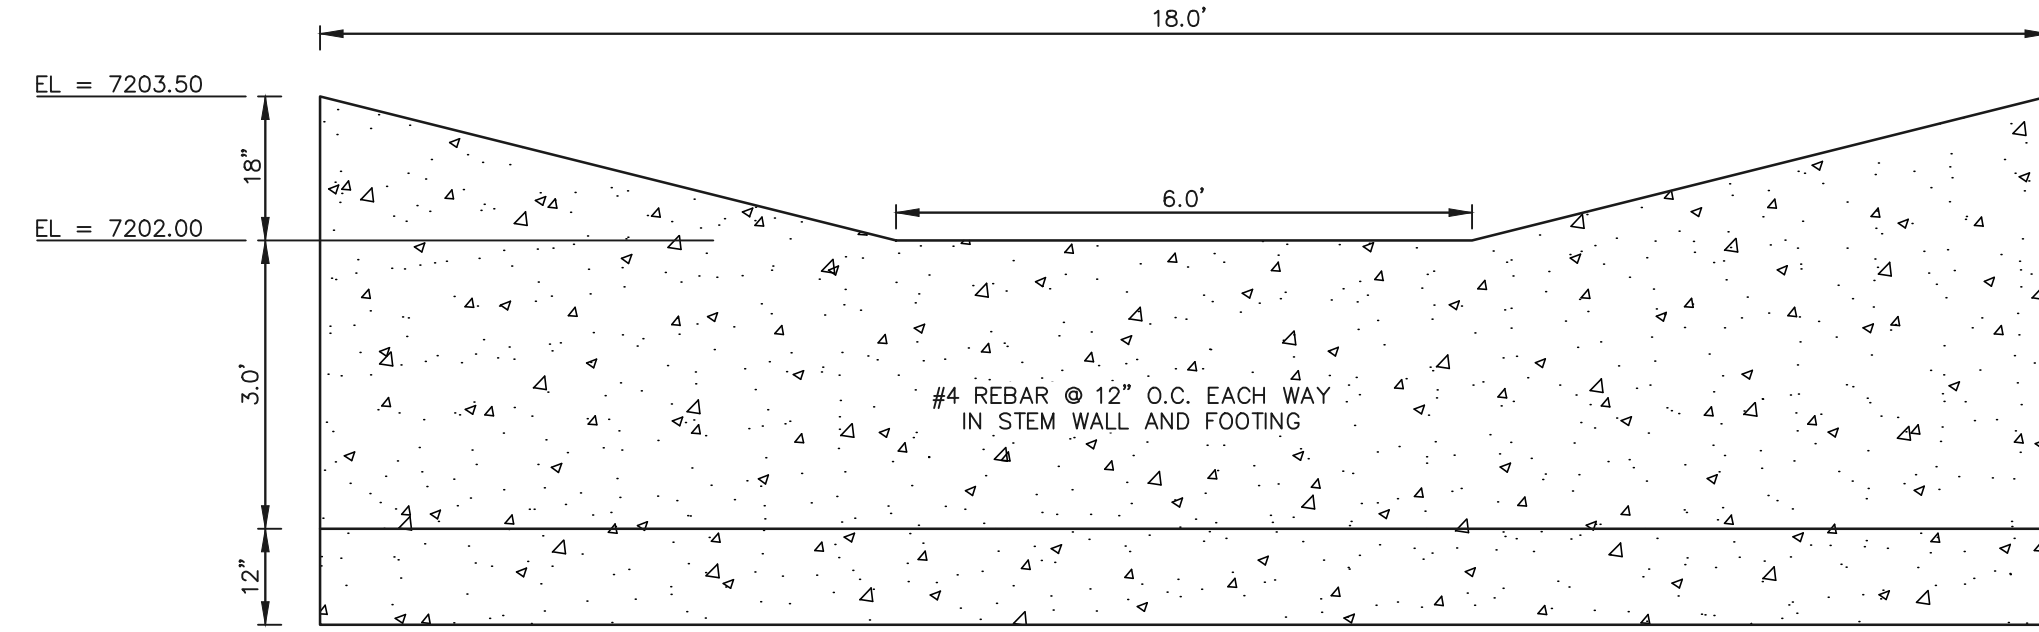 18.0'
EL = 7203.50
18"
6.0'
EL = 7202.00
3.0'
#4 REBAR @ 12" O.C. EACH WAY
IN STEM WALL AND FOOTING
12"